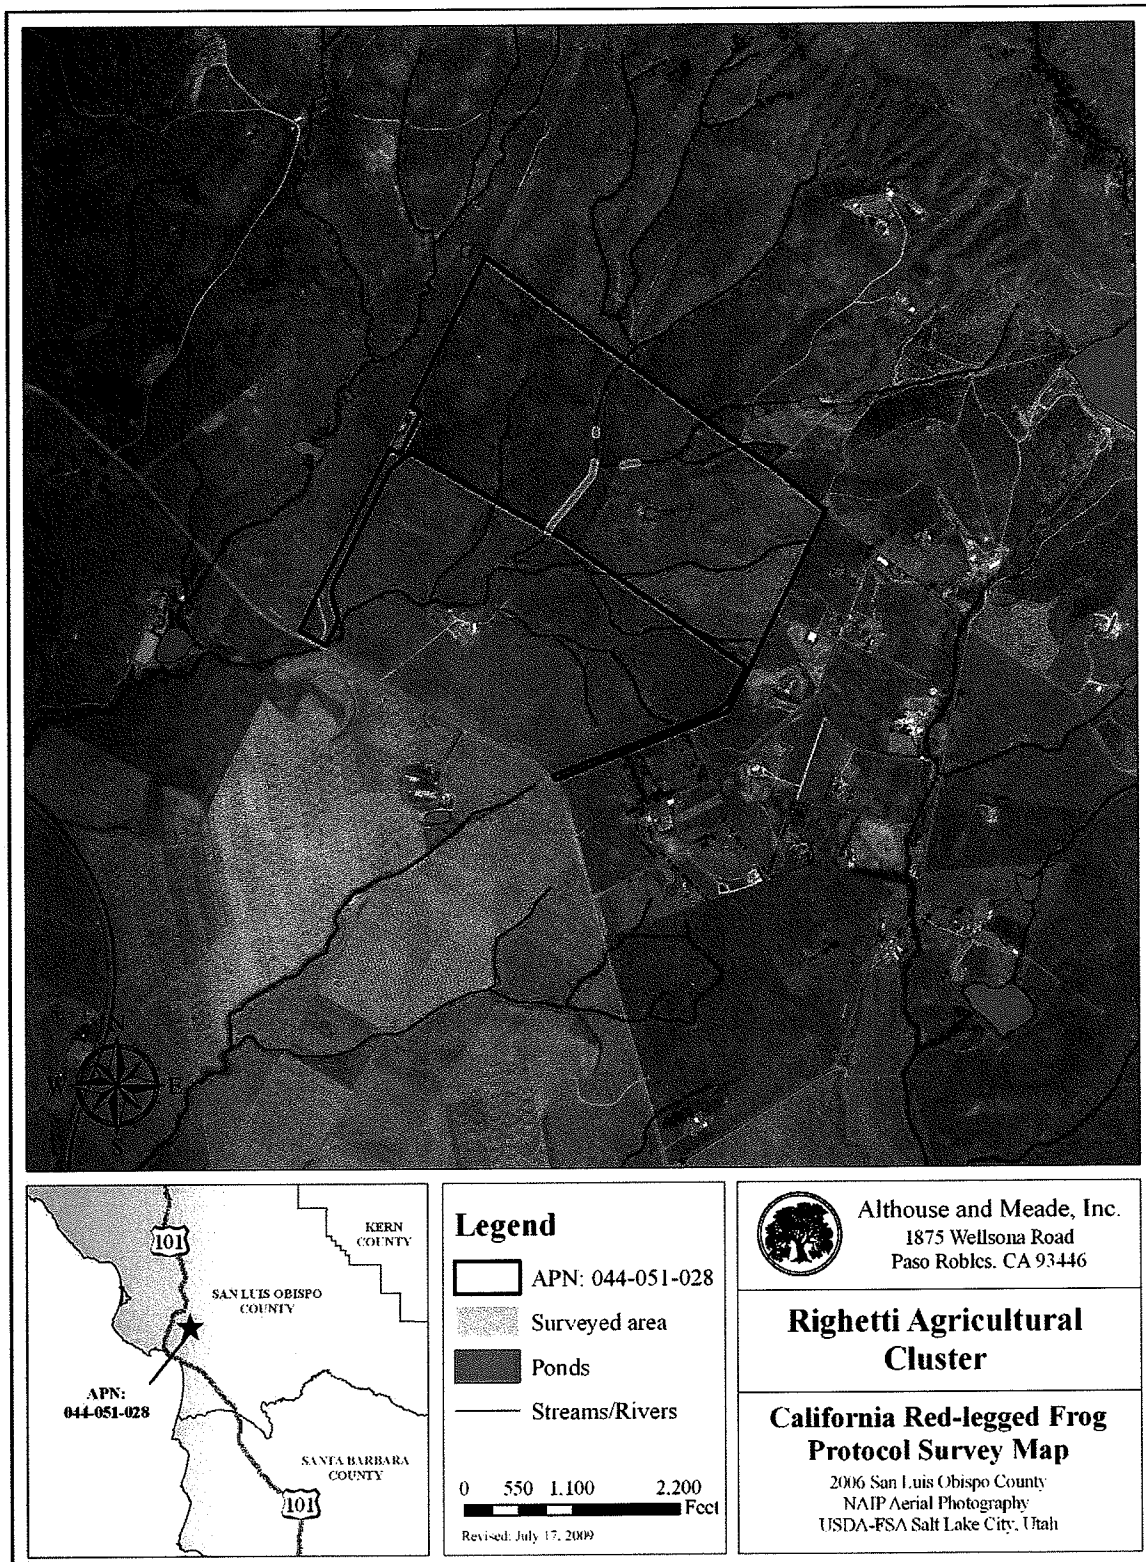 N
W
E
S
101
KERN
COUNTY
SAN LUIS OBISPO
COUNTY
APN:
044-051-028
SANTA BARBARA
COUNTY
101
Legend
APN: 044-051-028
Surveyed area
Ponds
Streams/Rivers
0 550 1,100 2,200
Feet
Revised: July 17, 2009
Althouse and Meade, Inc.
1875 Wellsona Road
Paso Robles. CA 93446
Righetti Agricultural
Cluster
California Red-legged Frog
Protocol Survey Map
2006 San Luis Obispo County
NAIP Aerial Photography
USDA-FSA Salt Lake City, Utah